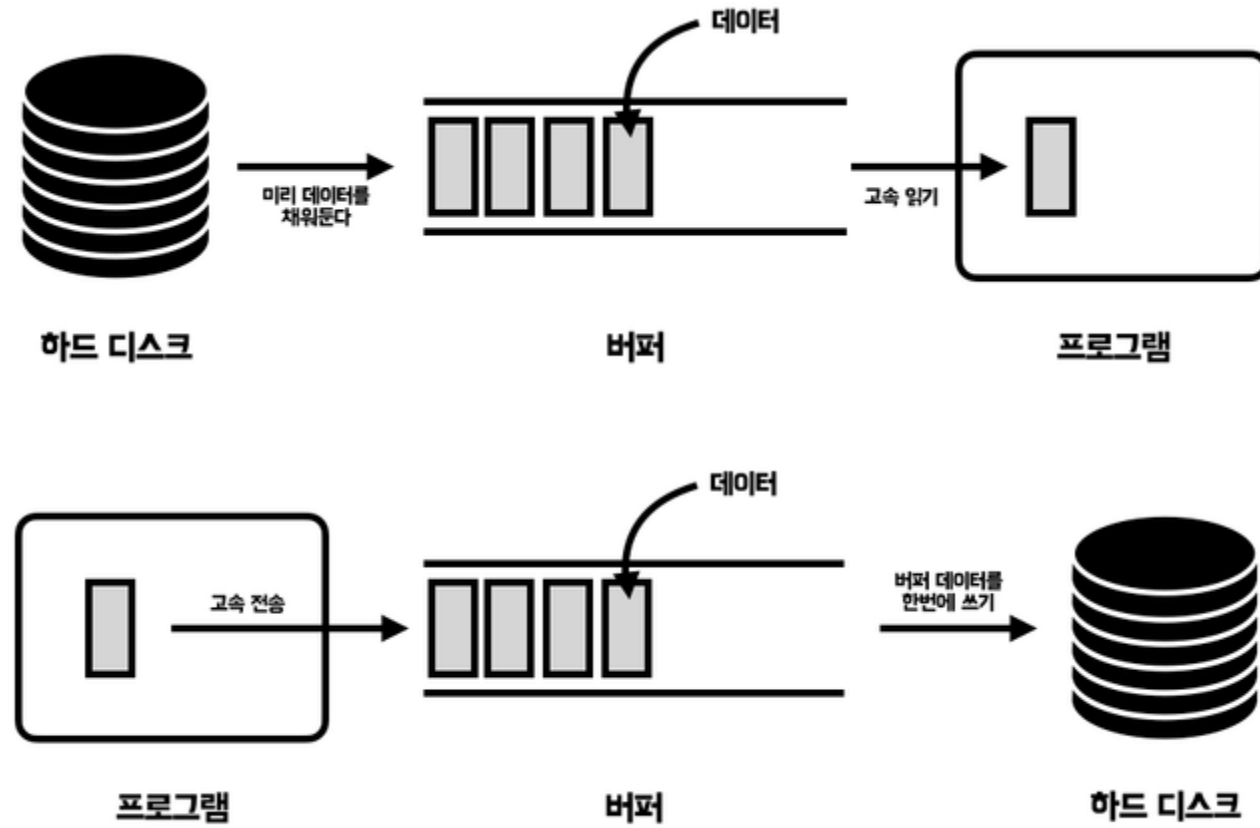 데이터
미리 데이터를
채워둔다
고속 읽기
하드 디스크
버퍼
프로그램
데이터
고속 전송
버퍼 데이터를
한번에 쓰기
프로그램
버퍼
하드 디스크